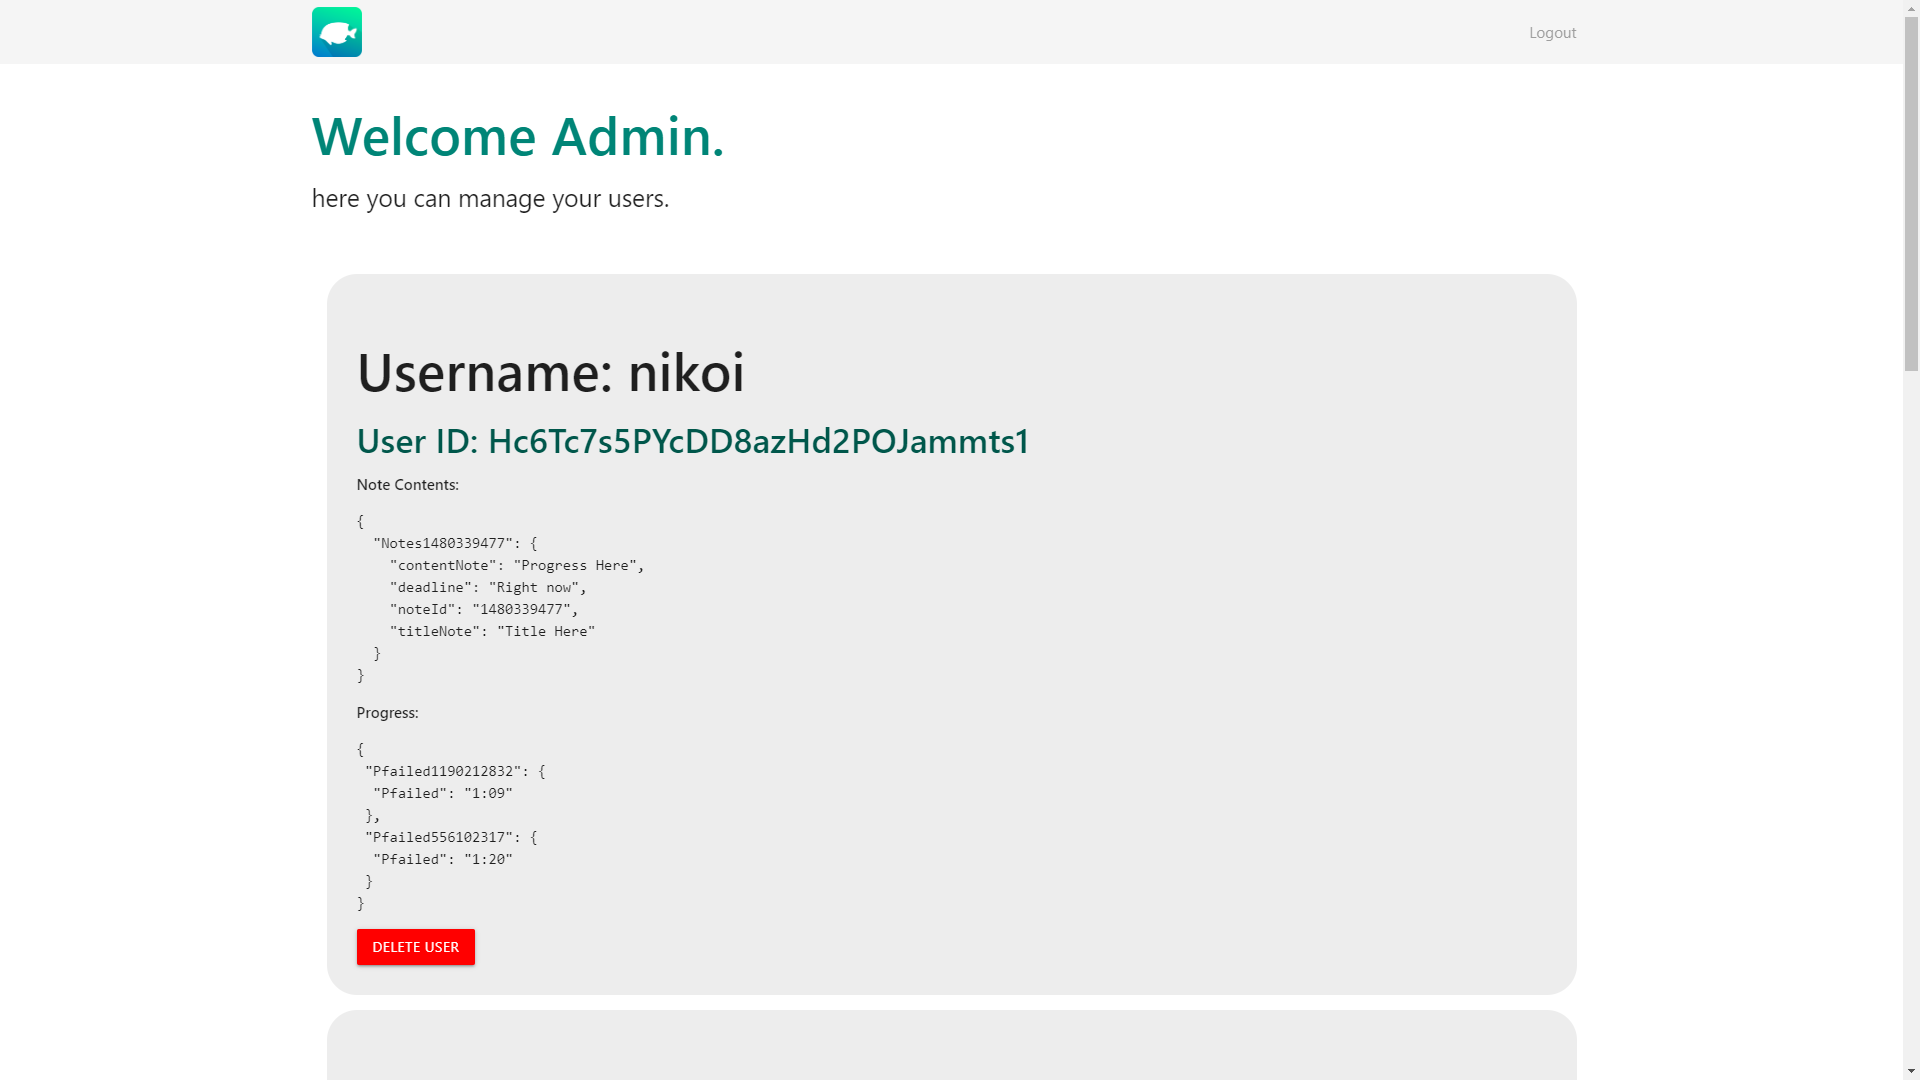 Logout
Welcome Admin.
here you can manage your users.
Username: nikoi
User ID: Hc6Tc7s5PYcDD8azHd2POJammts1
Note Contents:
{
  "Notes1480339477": {
    "contentNote": "Progress Here",
    "deadline": "Right now",
    "noteId": "1480339477",
    "titleNote": "Title Here"
  }
}
Progress:
{
 "Pfailed1190212832": {
  "Pfailed": "1:09"
 },
 "Pfailed556102317": {
  "Pfailed": "1:20"
 }
}
DELETE USER